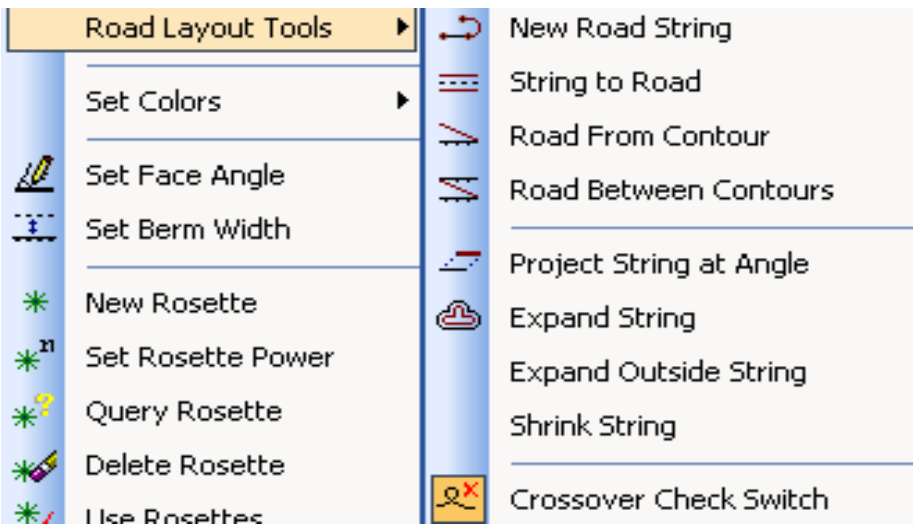 Road Layout Tools
Set Colors
Set Face Angle
Set Berm Width
New Rosette
n
Set Rosette Power
?
Query Rosette
Delete Rosette
Use Rosettes
New Road String
String to Road
Road From Contour
Road Between Contours
Project String at Angle
Expand String
Expand Outside String
Shrink String
Crossover Check Switch